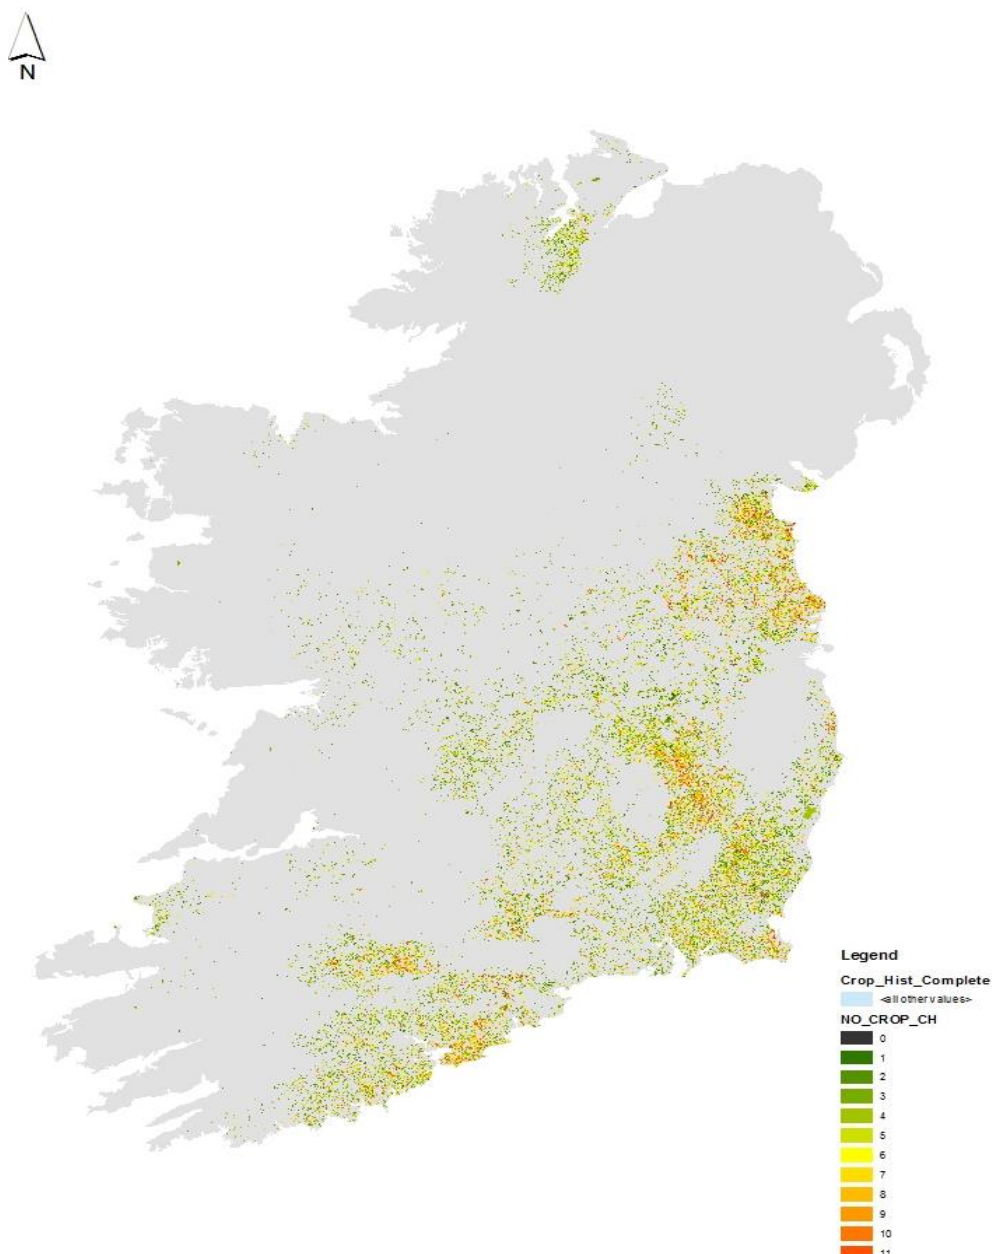 N
Legend
Crop_Hist_Complete
<all other values>
NO_CROP_CH
0
1
2
3
4
5
6
7
8
9
10
11